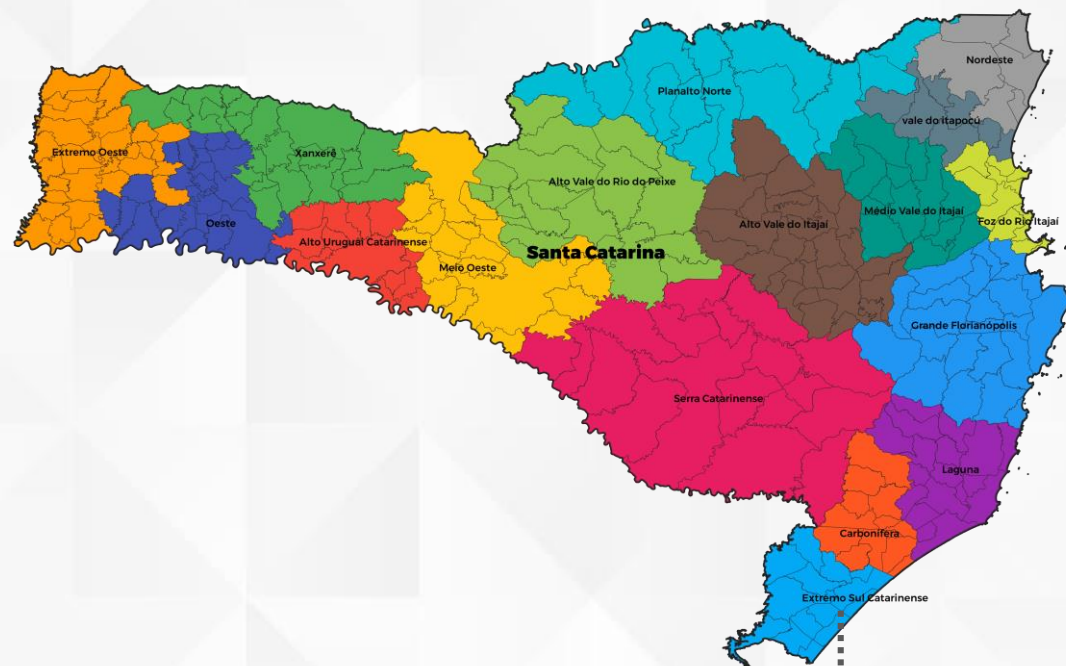 Nordeste
Planalto Norte
vale do Itapocú
Extremo Oeste
Xanxerê
Alto Vale do Rio do Peixe
Médio Vale do Itajaí
Foz do Rio Itajaí
Oeste
Alto Uruguai Catarinense
Alto Vale do Itajaí
Santa Catarina
Meio Oeste
Grande Florianópolis
Serra Catarinense
Laguna
Carbonífera
Extremo Sul Catarinense